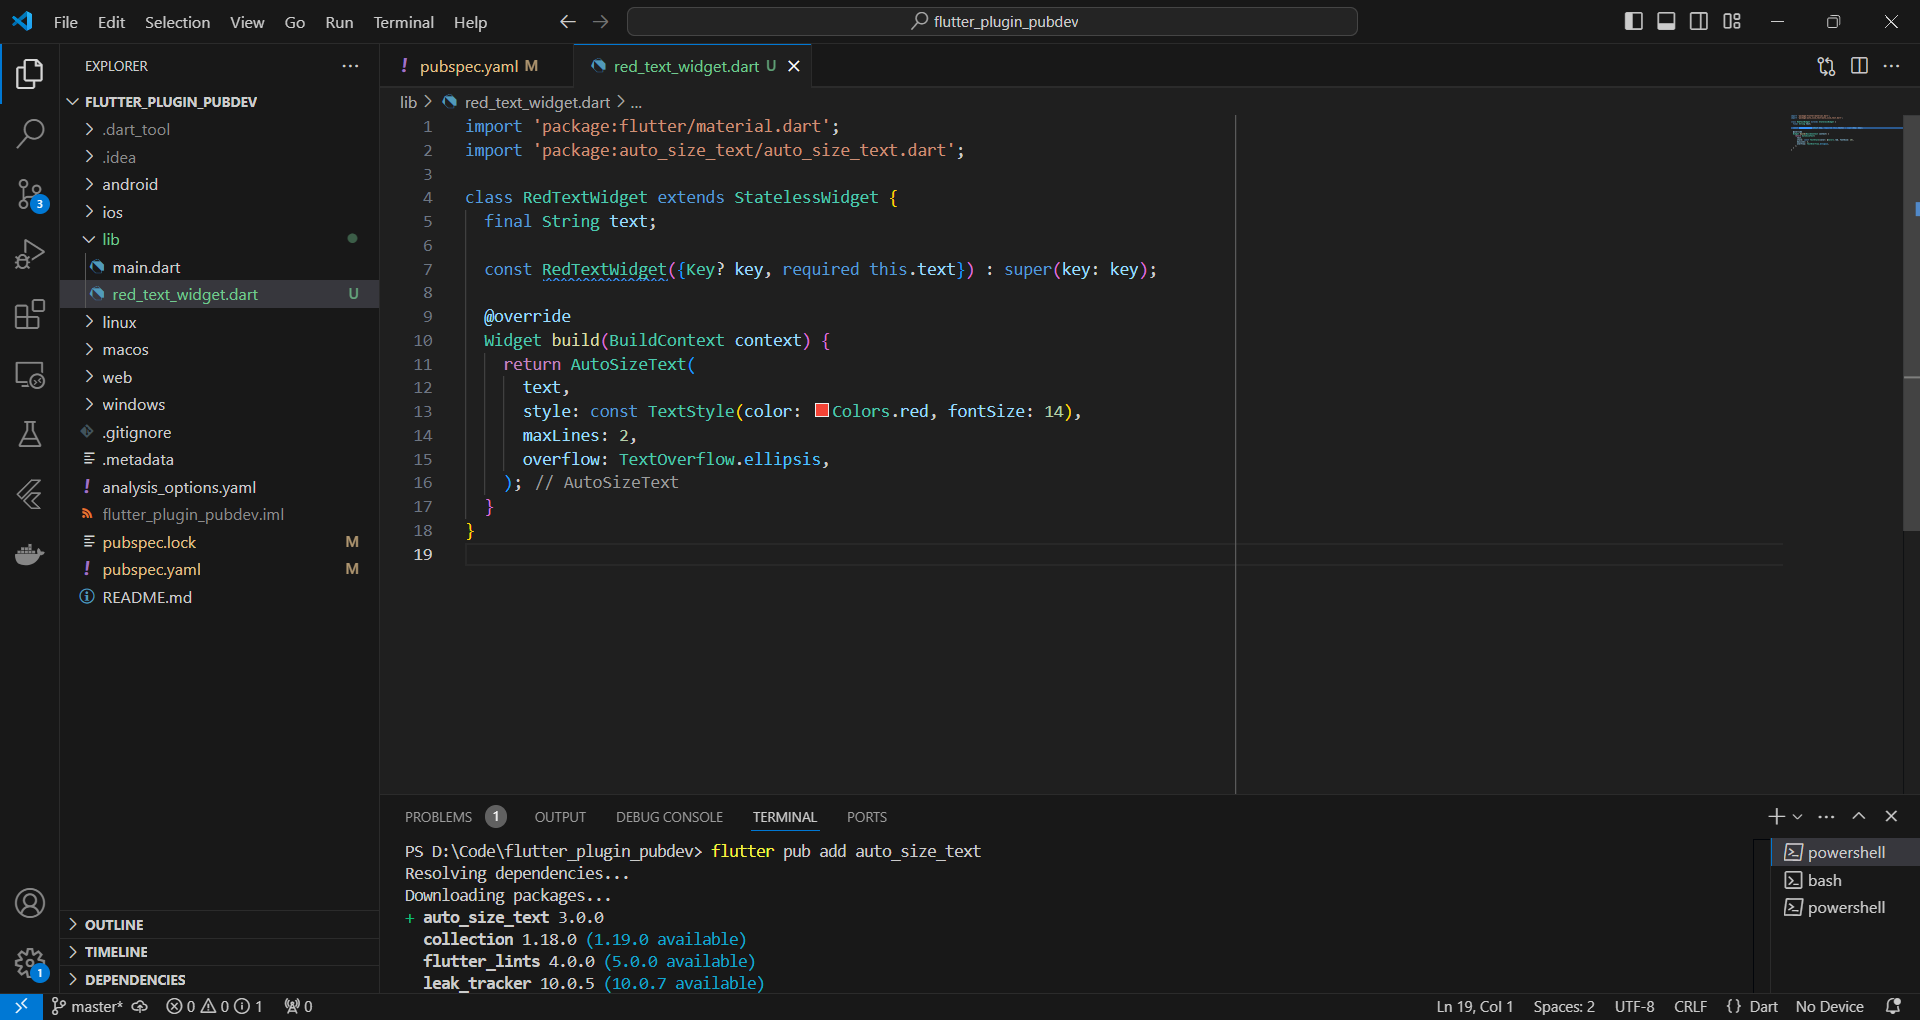 File Edit Selection View Go Run Terminal Help
flutter_plugin_pubdev
EXPLORER
FLUTTER_PLUGIN_PUBDEV
.dart_tool
.idea
android
ios
lib
main.dart
red_text_widget.dart U
linux
macos
web
windows
.gitignore
.metadata
! analysis_options.yaml
flutter_plugin_pubdev.iml
pubspec.lock M
! pubspec.yaml M
README.md
OUTLINE
TIMELINE
DEPENDENCIES
3
1
! pubspec.yaml M
red_text_widget.dart U
lib > red_text_widget.dart > ...
1 import 'package:flutter/material.dart';
2 import 'package:auto_size_text/auto_size_text.dart';
3
4 class RedTextWidget extends StatelessWidget {
5 final String text;
6
7 const RedTextWidget({Key? key, required this.text}) : super(key: key);
8
9 @override
10 Widget build(BuildContext context) {
11 return AutoSizeText(
12 text,
13 style: const TextStyle(color: Colors.red, fontSize: 14),
14 maxLines: 2,
15 overflow: TextOverflow.ellipsis,
16 ); // AutoSizeText
17 }
18 }
19
PROBLEMS 1 OUTPUT DEBUG CONSOLE TERMINAL PORTS
PS D:\Code\flutter_plugin_pubdev> flutter pub add auto_size_text
Resolving dependencies...
Downloading packages...
+ auto_size_text 3.0.0
collection 1.18.0 (1.19.0 available)
flutter_lints 4.0.0 (5.0.0 available)
leak_tracker 10.0.5 (10.0.7 available)
powershell
bash
powershell
master* 0 0 1 0
Ln 19, Col 1 Spaces: 2 UTF-8 CRLF {} Dart No Device